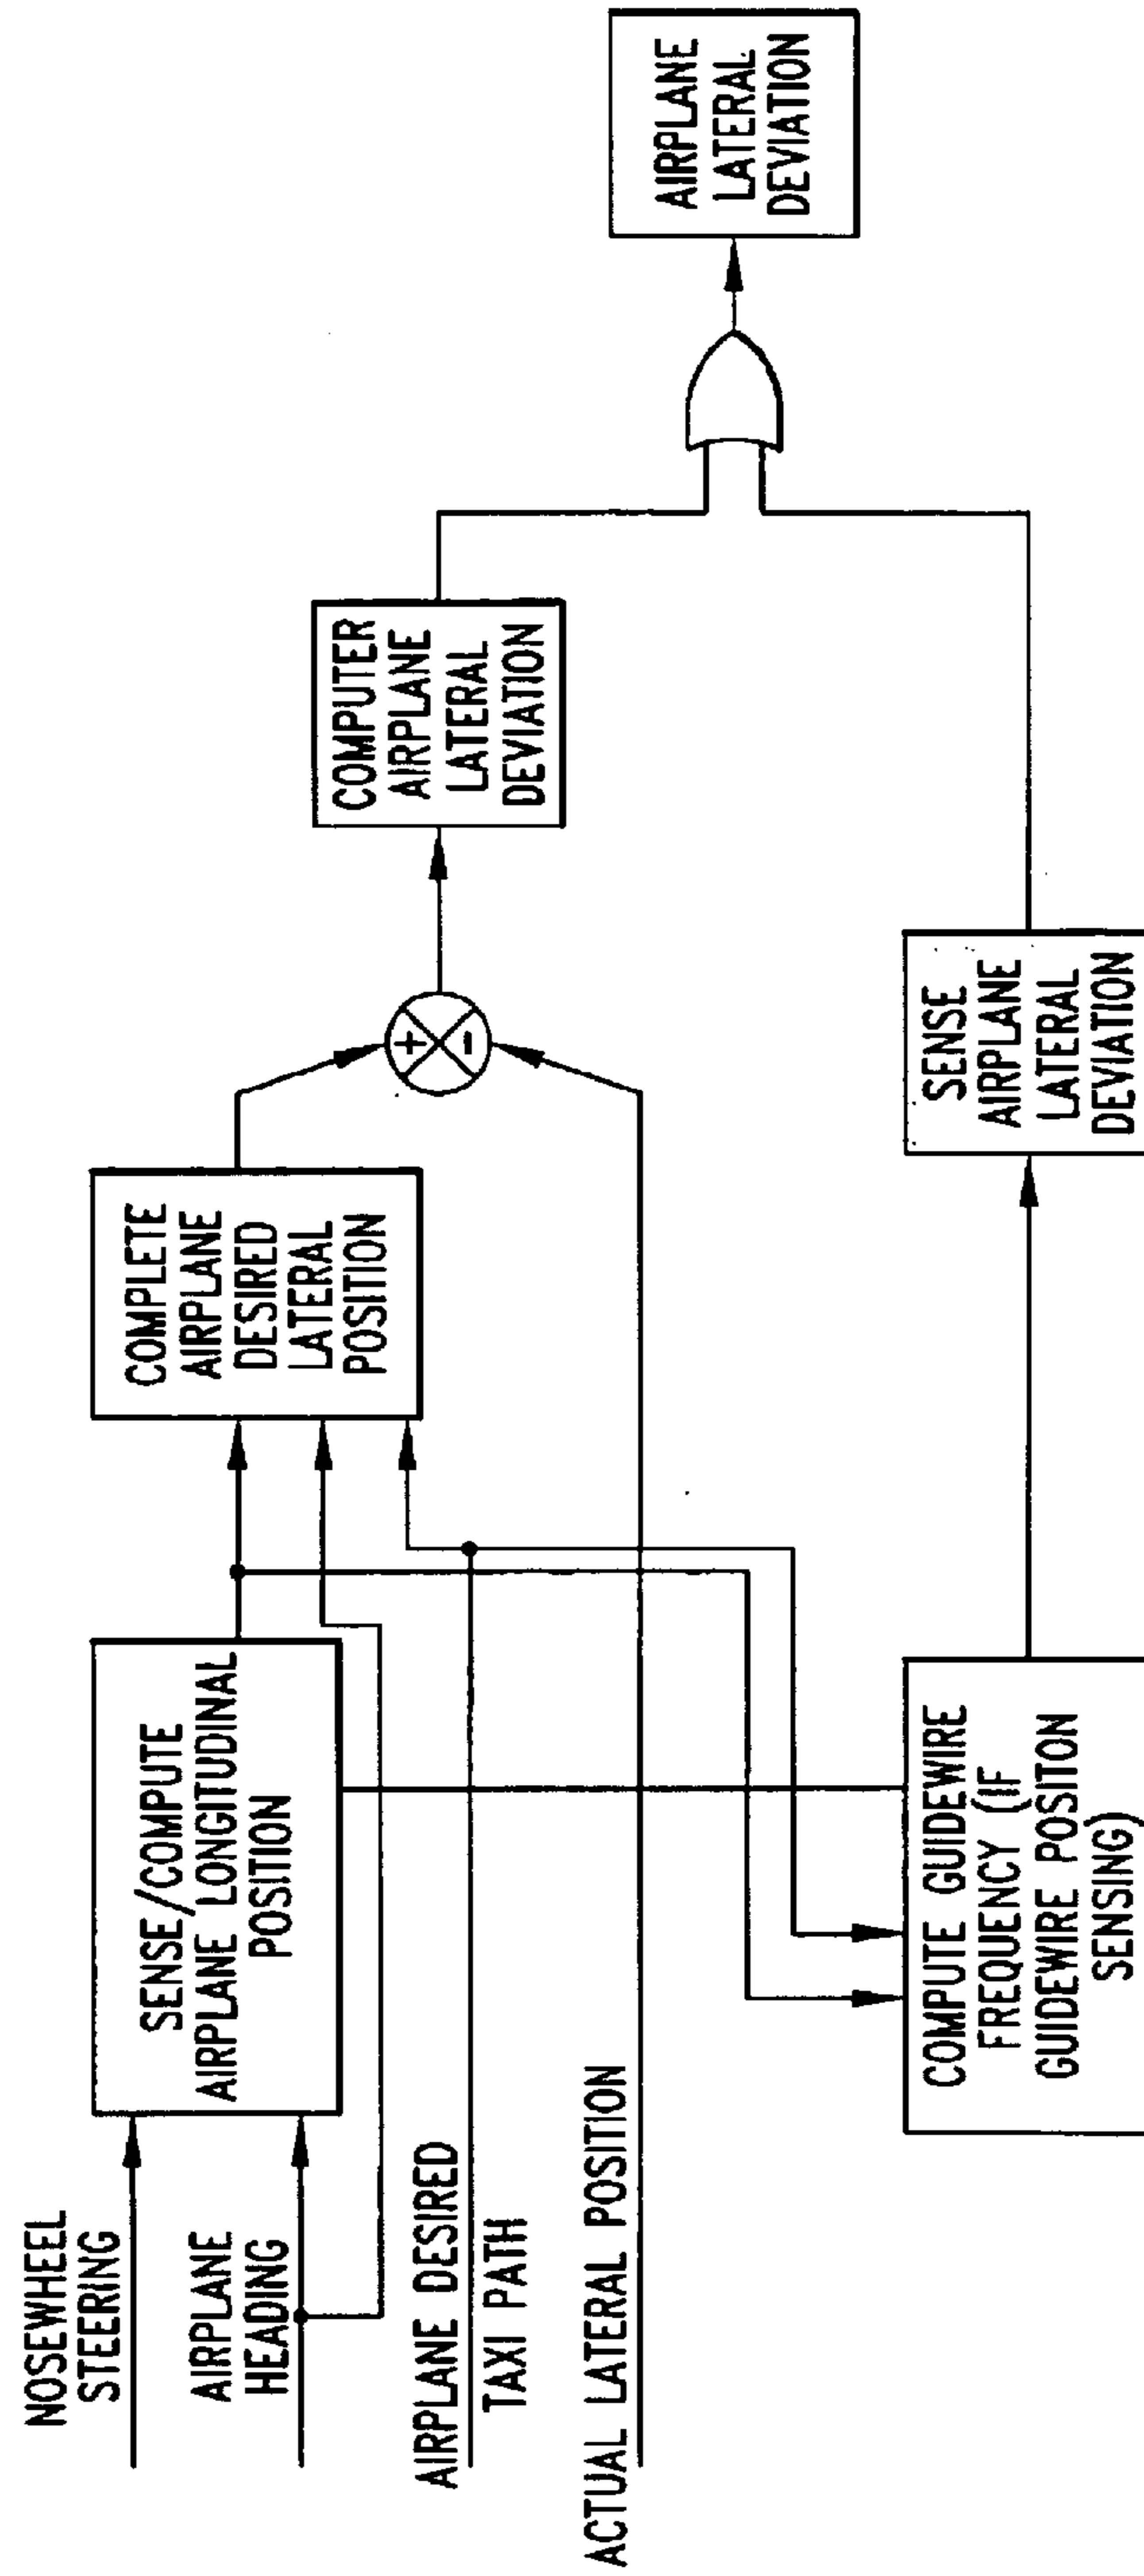 NOSEWHEEL
STEERING
AIRPLANE
HEADING
AIRPLANE DESIRED
TAXI PATH
ACTUAL LATERAL POSITION
SENSE/COMPUTE
AIRPLANE LONGITUDINAL
POSITION
COMPUTE GUIDEWIRE
FREQUENCY (IF
GUIDEWIRE POSITON
SENSING)
COMPLETE
AIRPLANE
DESIRED
LATERAL
POSITION
+
-
SENSE
AIRPLANE
LATERAL
DEVIATION
COMPUTER
AIRPLANE
LATERAL
DEVIATION
AIRPLANE
LATERAL
DEVIATION